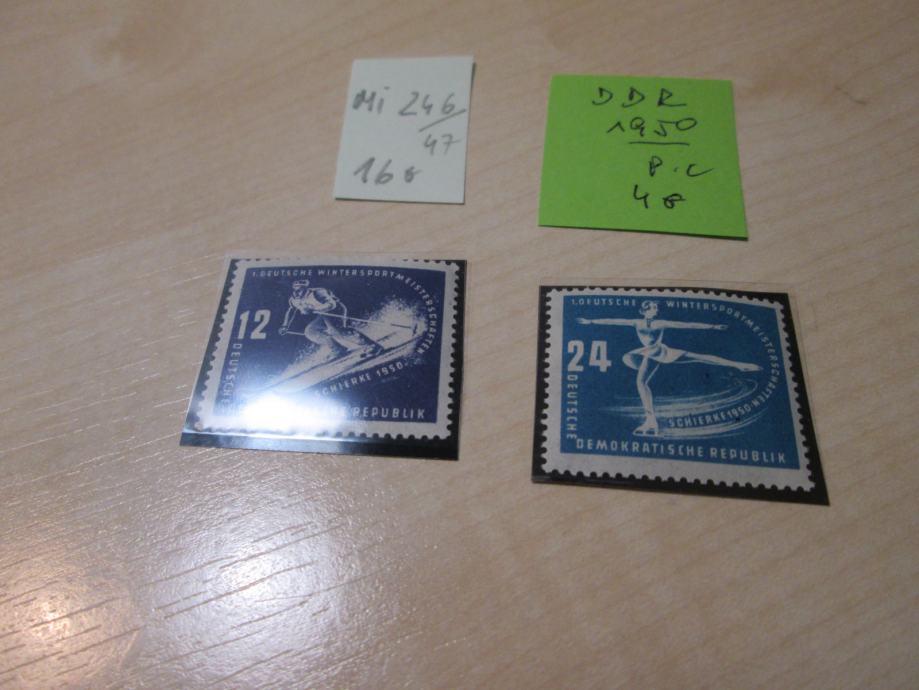 Mi 246
47
16 €
DDR
1950
P.C
4 €
1. DEUTSCHE WINTERSPORTMEISTERSCHAFTEN
12
SCHIERKE 1950
DEUTSCHE
REPUBLIK
1. DEUTSCHE WINTERSPORTMEISTERSCHAFTEN
24
SCHIERKE 1950
DEUTSCHE
DEMOKRATISCHE REPUBLIK